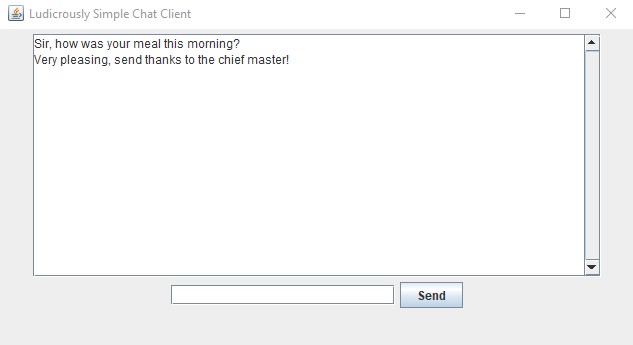 Ludicrously Simple Chat Client
Sir, how was your meal this morning?
Very pleasing, send thanks to the chief master!
Send